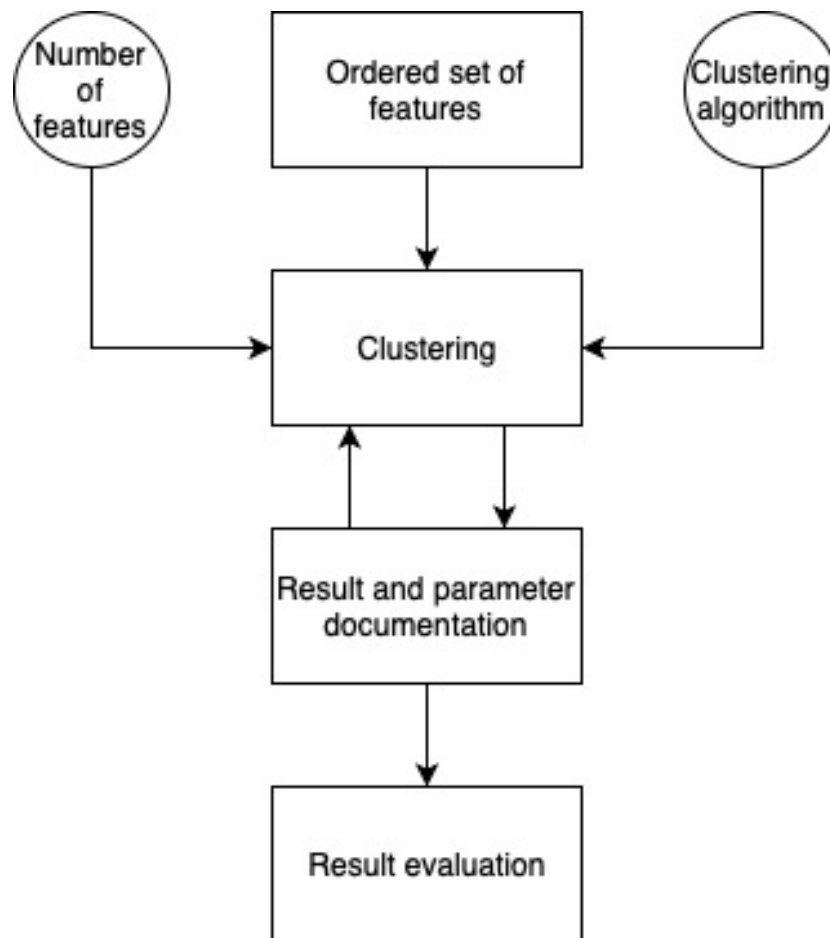 Number
of
features
Ordered set of
features
Clustering
algorithm
Clustering
Result and parameter
documentation
Result evaluation